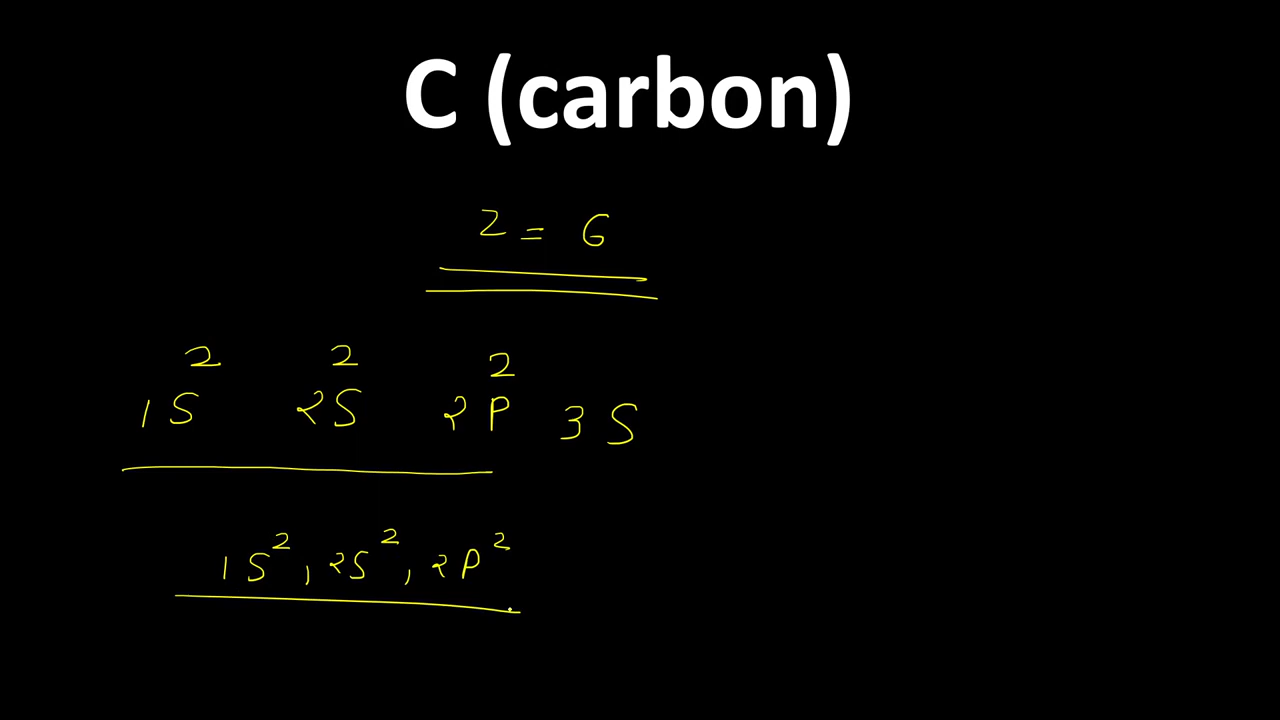 C (carbon)
Z = 6
1S² 2S² 2P² 3S
1S², 2S², 2P²